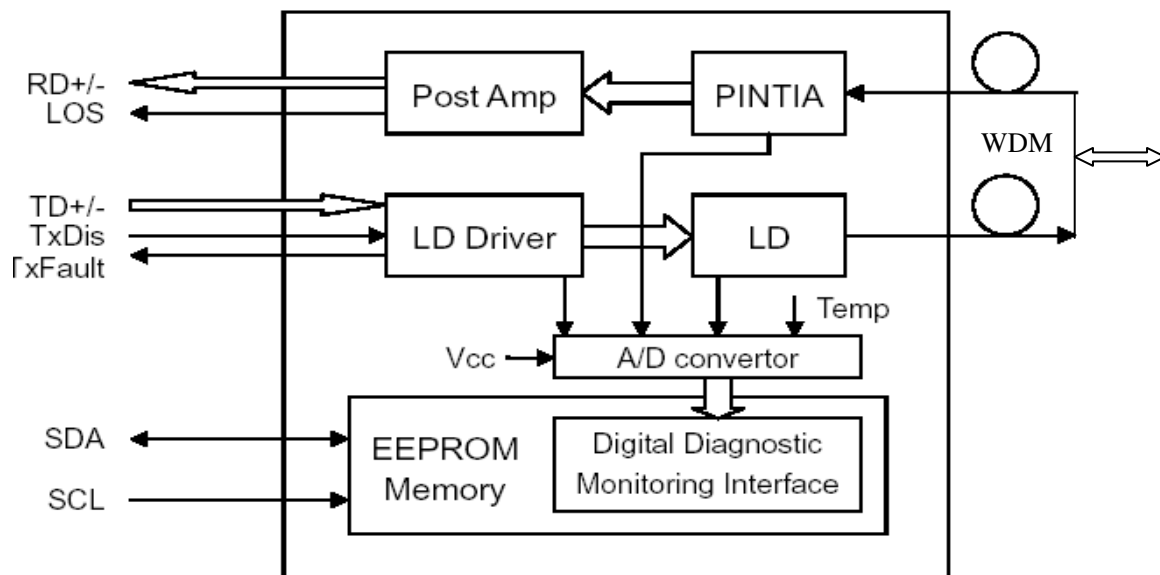 RD+/-
LOS
Post Amp
PINTIA
WDM
TD+/-
TxDis
TxFault
LD Driver
LD
Temp
Vcc
A/D convertor
SDA
SCL
EEPROM
Memory
Digital Diagnostic
Monitoring Interface